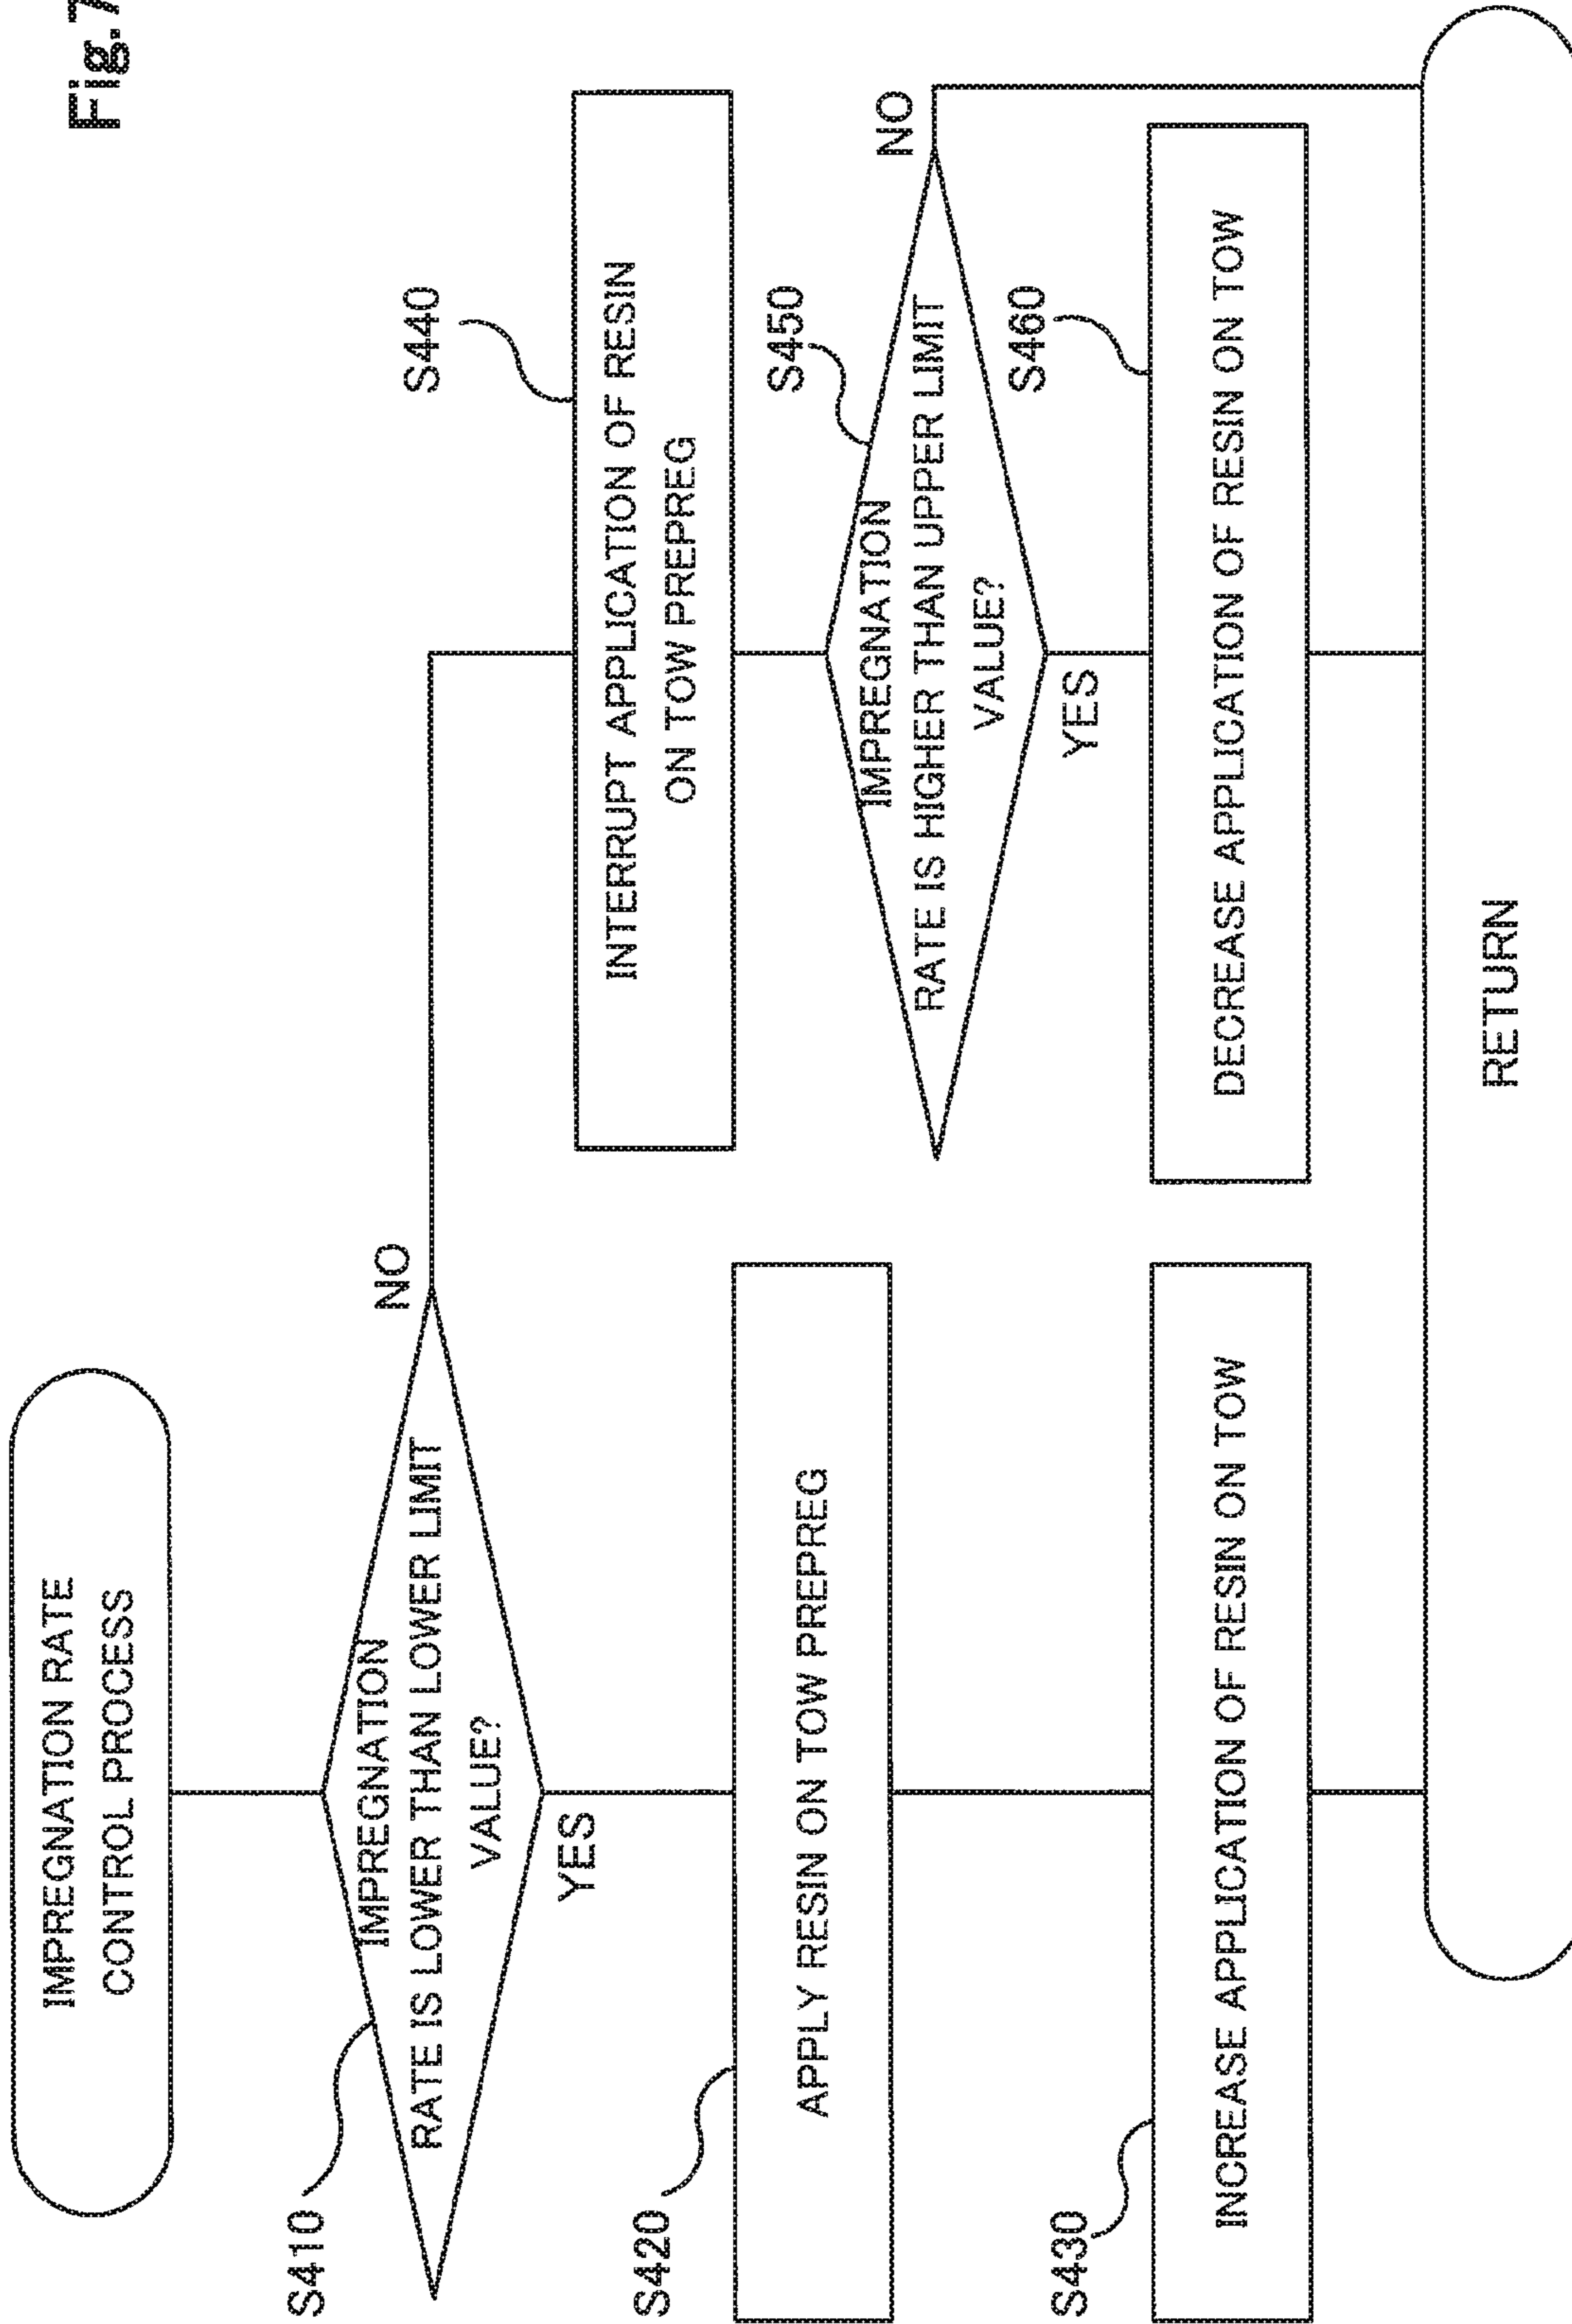 Fig.7
IMPREGNATION RATE
CONTROL PROCESS
S410
IMPREGNATION
RATE IS LOWER THAN LOWER LIMIT
VALUE?
NO
YES
S420
APPLY RESIN ON TOW PREPREG
S430
INCREASE APPLICATION OF RESIN ON TOW
S440
INTERRUPT APPLICATION OF RESIN
ON TOW PREPREG
S450
IMPREGNATION
RATE IS HIGHER THAN UPPER LIMIT
VALUE?
NO
YES
S460
DECREASE APPLICATION OF RESIN ON TOW
RETURN